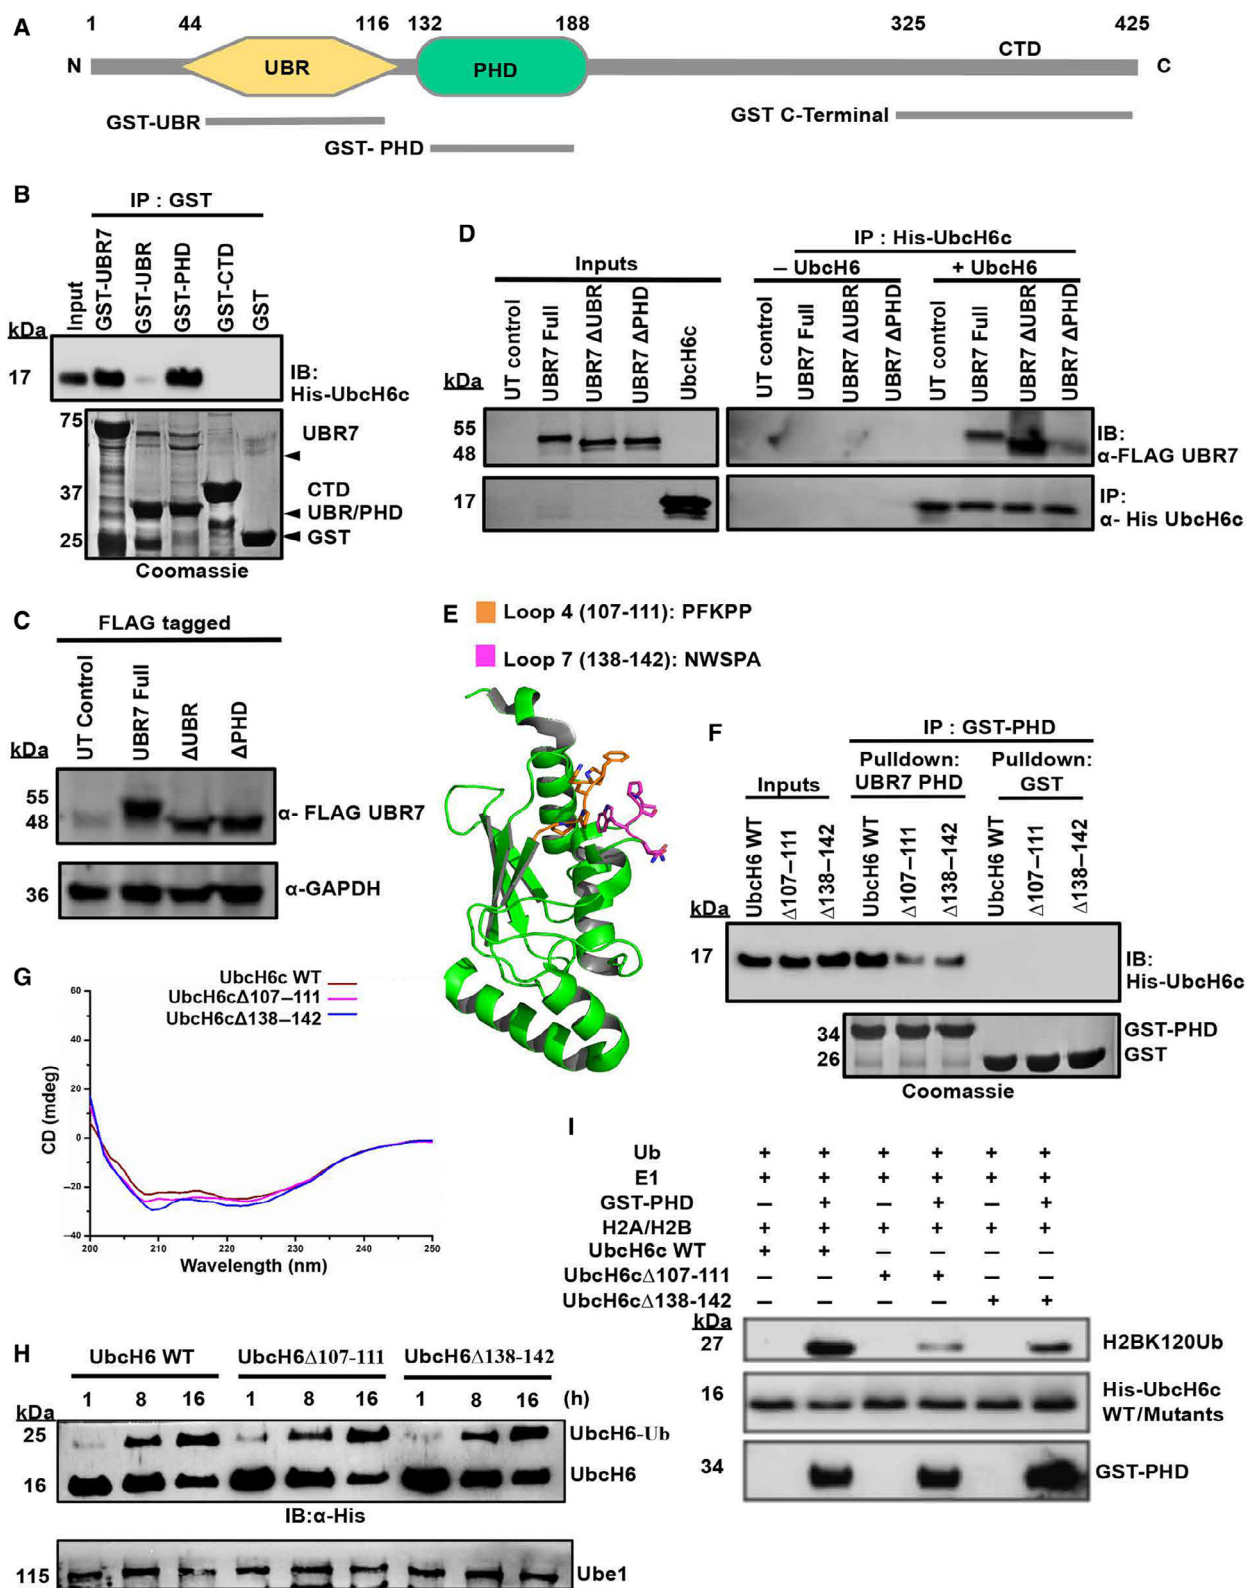 A
1 44 116 132 188 325 425
CTD
N UBR PHD C
GST-UBR
GST- PHD
GST C-Terminal
B
IP : GST
Input
GST-UBR7
GST-UBR
GST-PHD
GST-CTD
GST
kDa
17
IB:
His-UbcH6c
75
37
25
UBR7
CTD
UBR/PHD
GST
Coomassie
C
FLAG tagged
UT Control
UBR7 Full
ΔUBR
ΔPHD
kDa
55
48
α- FLAG UBR7
36
α-GAPDH
D
Inputs
IP : His-UbcH6c
– UbcH6
+ UbcH6
UT control
UBR7 Full
UBR7 ΔUBR
UBR7 ΔPHD
UbcH6c
UT control
UBR7 Full
UBR7 ΔUBR
UBR7 ΔPHD
UT control
UBR7 Full
UBR7 ΔUBR
UBR7 ΔPHD
kDa
55
48
IB:
α-FLAG UBR7
17
IP:
α- His UbcH6c
E
Loop 4 (107-111): PFKPP
Loop 7 (138-142): NWSPA
F
IP : GST-PHD
Inputs
Pulldown:
UBR7 PHD
Pulldown:
GST
UbcH6 WT
Δ107–111
Δ138–142
UbcH6 WT
Δ107–111
Δ138–142
UbcH6 WT
Δ107–111
Δ138–142
kDa
17
IB:
His-UbcH6c
34
26
GST-PHD
GST
Coomassie
G
UbcH6c WT
UbcH6cΔ107–111
UbcH6cΔ138–142
CD (mdeg)
60
40
20
0
–20
–40
200 210 220 230 240 250
Wavelength (nm)
H
UbcH6 WT UbcH6Δ107-111 UbcH6Δ138-142
1 8 16 1 8 16 1 8 16 (h)
kDa
25
UbcH6-Ub
16
UbcH6
IB:α-His
115
Ube1
I
Ub + + + + + +
E1 + + + + + +
GST-PHD – + – + – +
H2A/H2B + + + + + +
UbcH6c WT + + – – – –
UbcH6cΔ107-111 – – + + – –
UbcH6cΔ138-142 – – – – + +
kDa
27
H2BK120Ub
16
His-UbcH6c
WT/Mutants
34
GST-PHD